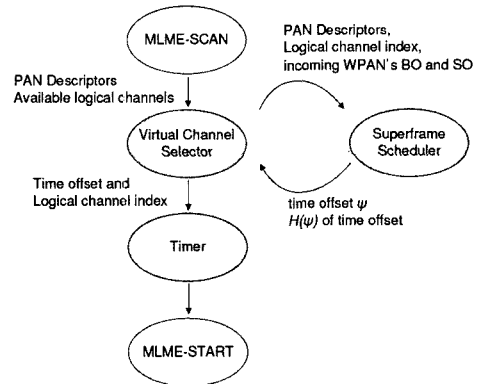 MLME-SCAN
PAN Descriptors,
Logical channel index,
incoming WPAN's BO and SO
PAN Descriptors
Available logical channels
Virtual Channel
Selector
Superframe
Scheduler
Time offset and
Logical channel index
time offset ψ
H(ψ) of time offset
Timer
MLME-START